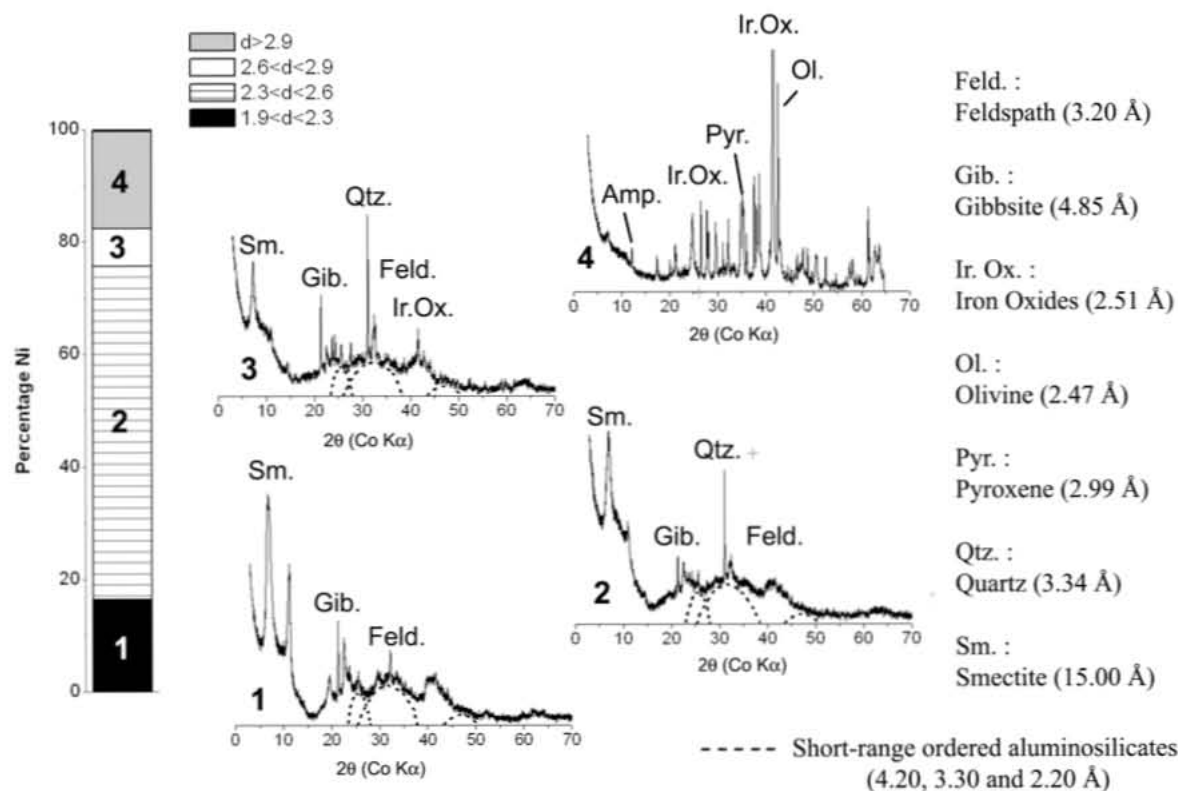 d>2.9
2.6<d<2.9
2.3<d<2.6
1.9<d<2.3
Percentage Ni
100
80
60
40
20
0
4
3
2
1
Sm.
Gib.
Qtz.
Feld.
Ir.Ox.
3
0 10 20 30 40 50 60 70
2θ (Co Kα)
Ir.Ox.
Ol.
Pyr.
Ir.Ox.
Amp.
4
0 10 20 30 40 50 60 70
2θ (Co Kα)
Sm.
Gib.
Feld.
1
0 10 20 30 40 50 60 70
2θ (Co Kα)
Sm.
Qtz.
Gib.
Feld.
2
0 10 20 30 40 50 60 70
2θ (Co Kα)
Feld. :
Feldspath (3.20 Å)
Gib. :
Gibbsite (4.85 Å)
Ir. Ox. :
Iron Oxides (2.51 Å)
Ol. :
Olivine (2.47 Å)
Pyr. :
Pyroxene (2.99 Å)
Qtz. :
Quartz (3.34 Å)
Sm. :
Smectite (15.00 Å)
Short-range ordered aluminosilicates
(4.20, 3.30 and 2.20 Å)